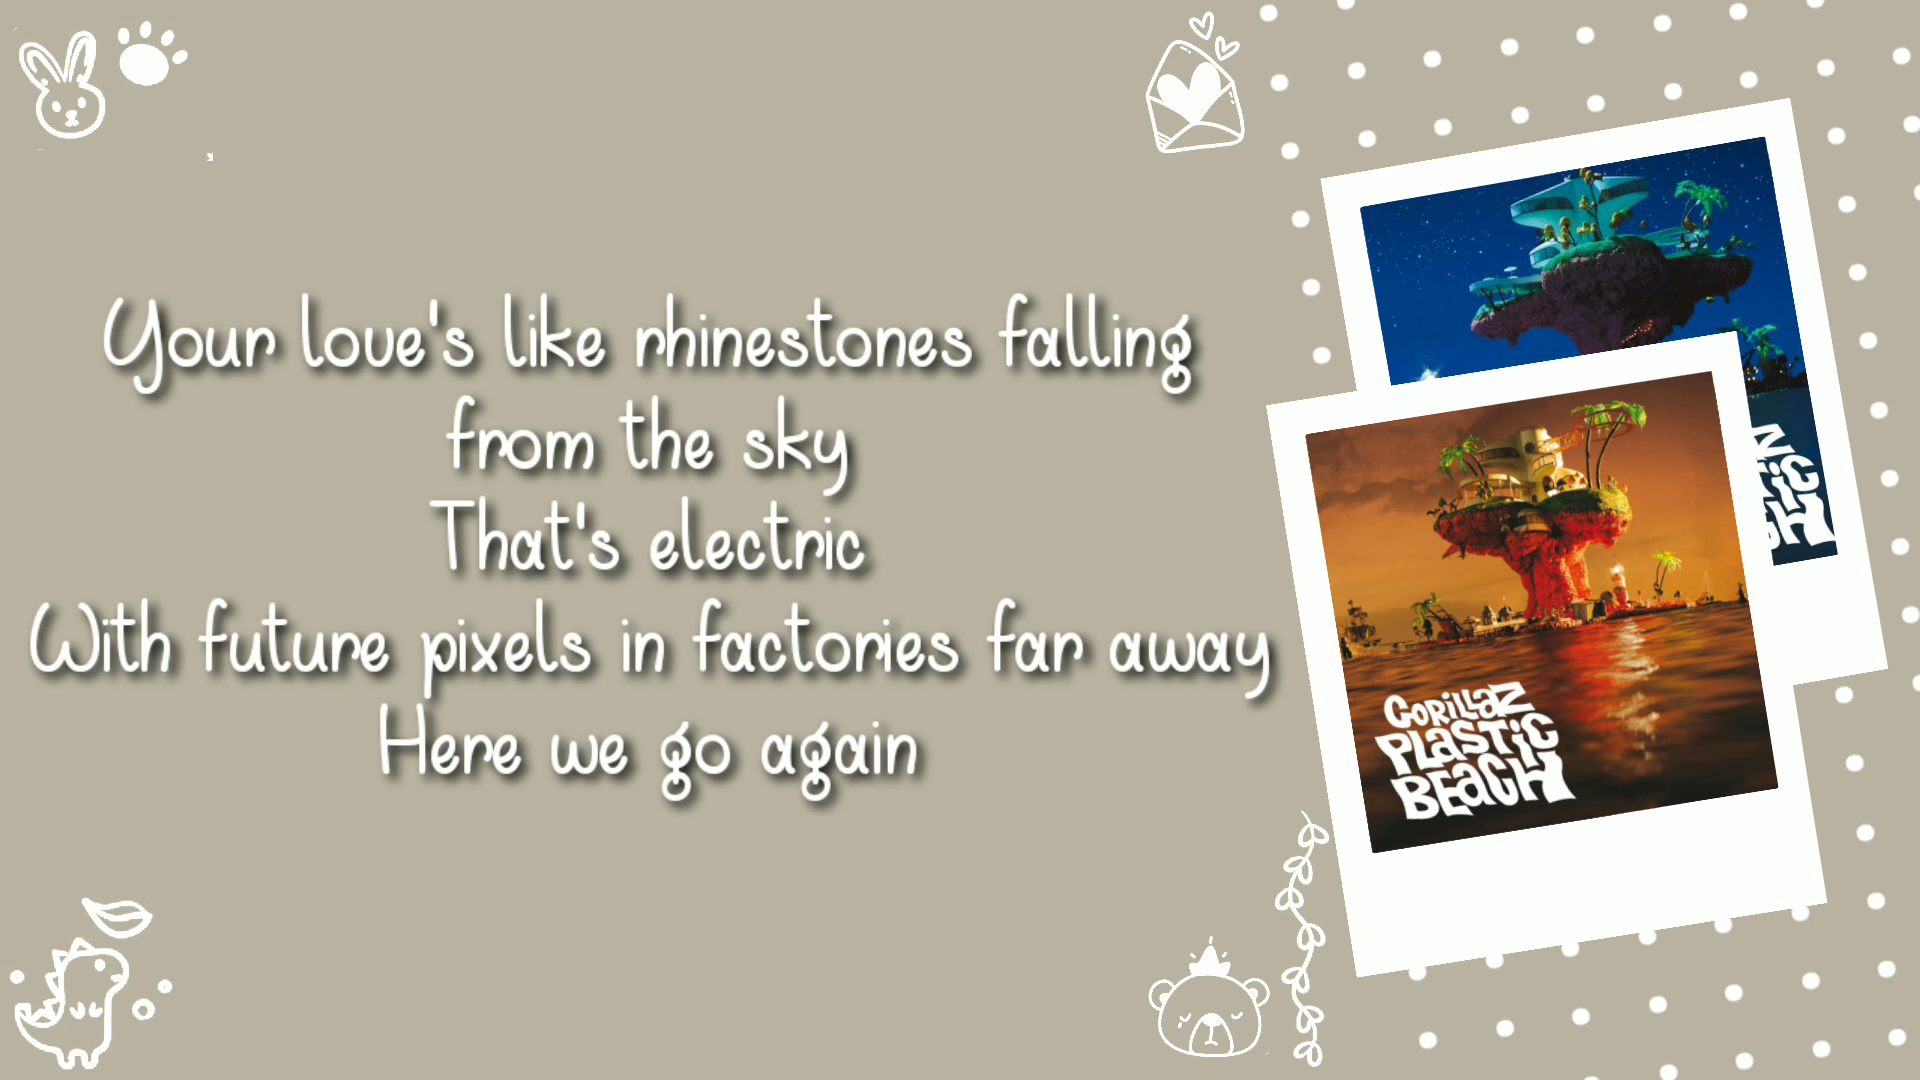 Your love's like rhinestones falling
from the sky
That's electric
With future pixels in factories far away
Here we go again
GORILLAZ
PLASTIC
BEACH